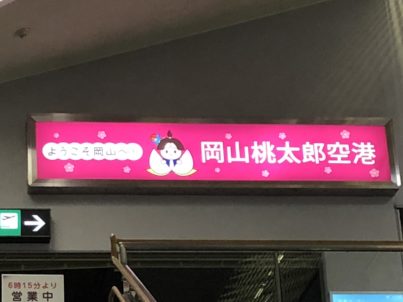 ようこそ岡山へ
岡山桃太郎空港
6時15分より
営業中